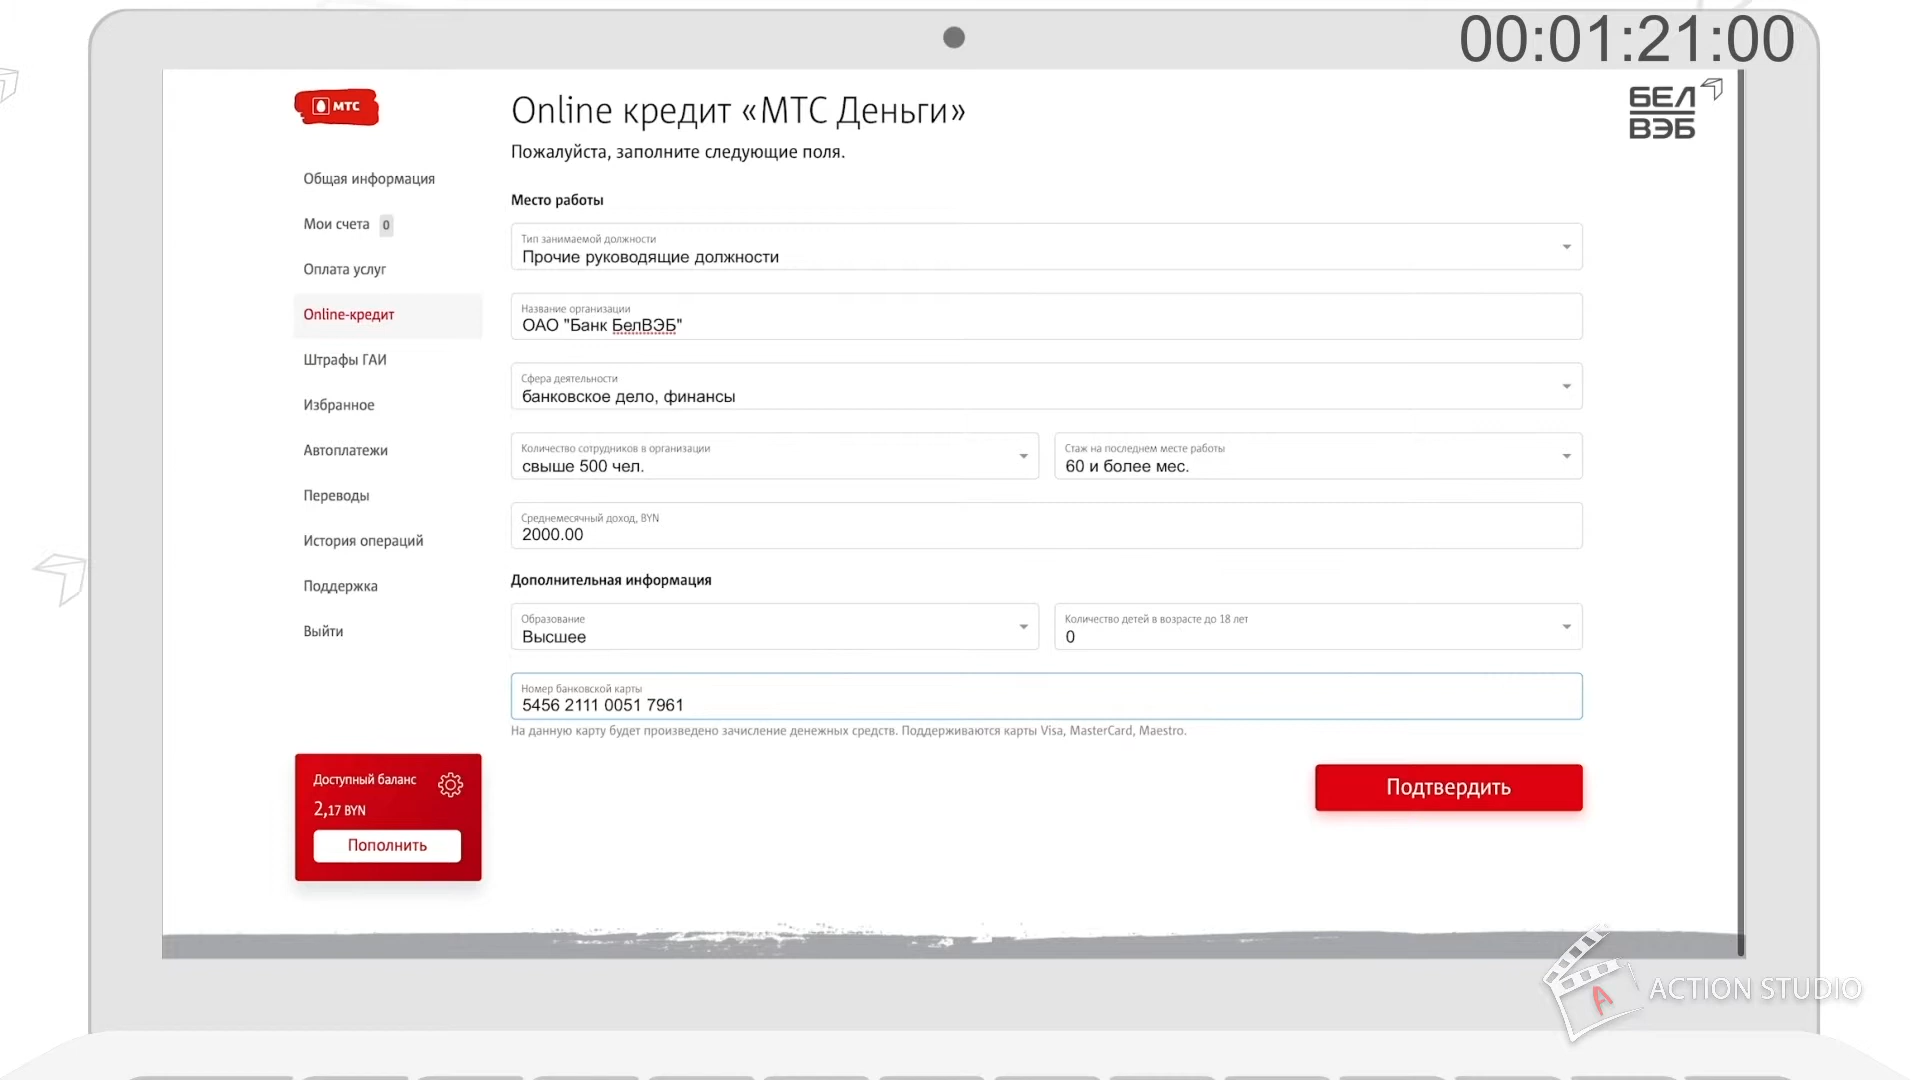 00:01:21:00
МТС
БЕЛ
ВЭБ
Online кредит «МТС Деньги»
Пожалуйста, заполните следующие поля.
Общая информация
Мои счета 0
Оплата услуг
Online-кредит
Штрафы ГАИ
Избранное
Автоплатежи
Переводы
История операций
Поддержка
Выйти
Место работы
Тип занимаемой должности
Прочие руководящие должности
Название организации
ОАО "Банк БелВЭБ"
Сфера деятельности
банковское дело, финансы
Количество сотрудников в организации
свыше 500 чел.
Стаж на последнем месте работы
60 и более мес.
Среднемесячный доход, BYN
2000.00
Дополнительная информация
Образование
Высшее
Количество детей в возрасте до 18 лет
0
Номер банковской карты
5456 2111 0051 7961
На данную карту будет произведено зачисление денежных средств. Поддерживаются карты Visa, MasterCard, Maestro.
Доступный баланс
2,17 BYN
Пополнить
Подтвердить
A
ACTION STUDIO